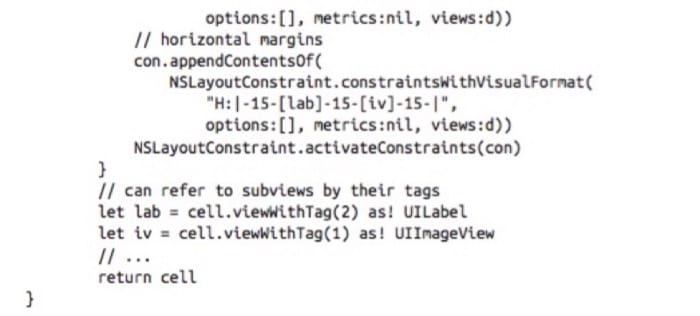 options:[], metrics:nil, views:d))
// horizontal margins
con.appendContentsOf(
NSLayoutConstraint.constraintsWithVisualFormat(
"H:|-15-[lab]-15-[iv]-15-|",
options:[], metrics:nil, views:d))
NSLayoutConstraint.activateConstraints(con)
}
// can refer to subviews by their tags
let lab = cell.viewWithTag(2) as! UILabel
let iv = cell.viewWithTag(1) as! UIImageView
// ...
return cell
}